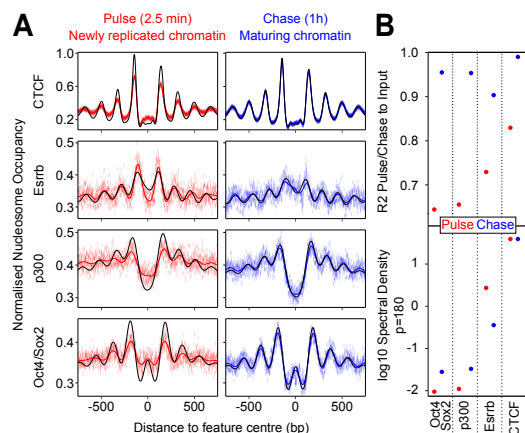 A
Pulse (2.5 min)
Newly replicated chromatin
Chase (1h)
Maturing chromatin
B
Normalised Nucleosome Occupancy
CTCF
1.0
0.6
0.2
Esrrb
0.5
0.4
0.3
p300
0.5
0.4
0.3
Oct4/Sox2
0.4
0.3
-500 0 500
-500 0 500
Distance to feature centre (bp)
R2 Pulse/Chase to Input
1.0
0.9
0.8
0.7
Pulse Chase
log10 Spectral Density
p=180
1
0
-1
-2
Oct4
Sox2
p300
Esrrb
CTCF